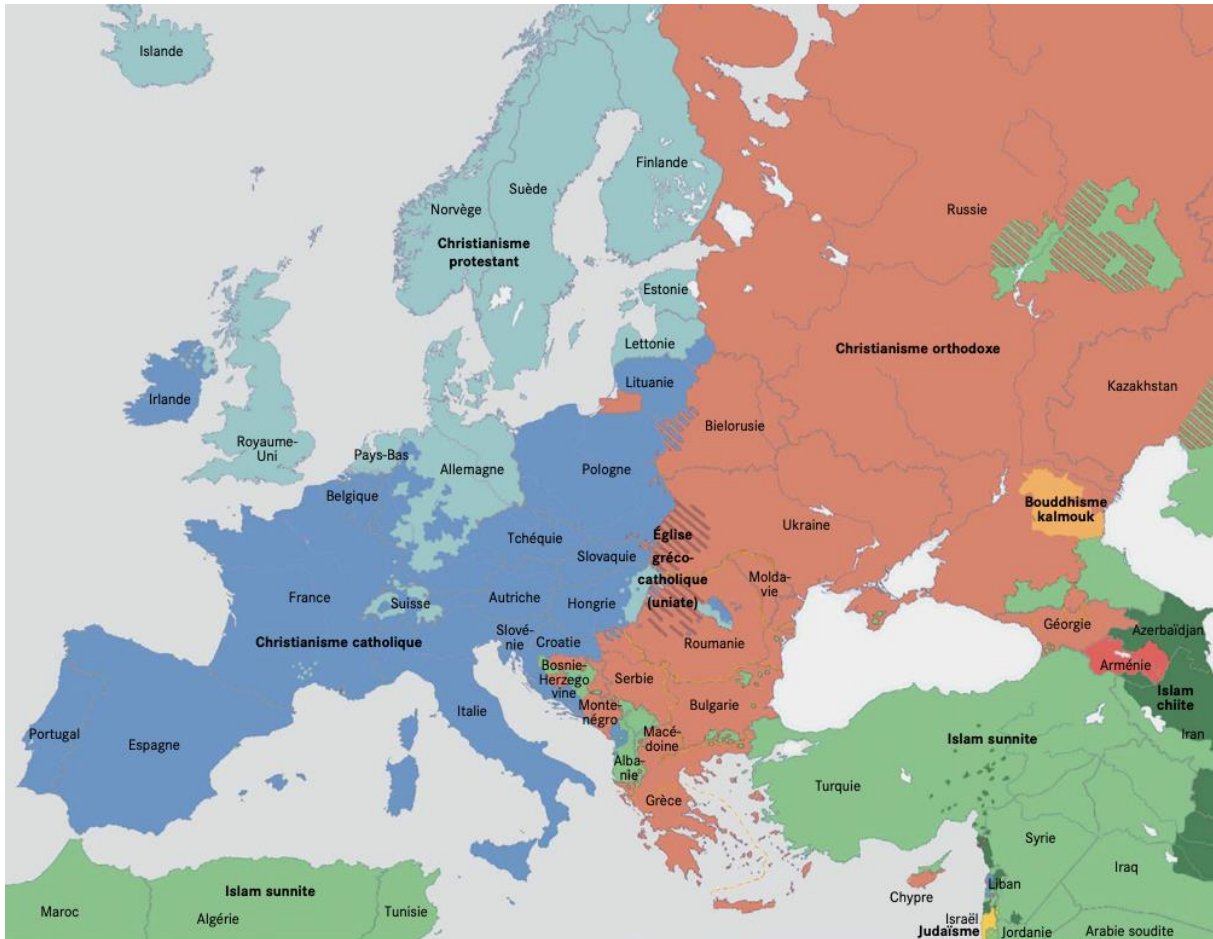 Islande
Finlande
Suède
Norvège
Russie
Christianisme
protestant
Estonie
Lettonie
Christianisme orthodoxe
Lituanie
Kazakhstan
Irlande
Bielorusie
Royaume-
Uni
Pays-Bas
Allemagne
Pologne
Belgique
Bouddhisme
kalmouk
Ukraine
Tchéquie
Église
gréco-
catholique
(uniate)
Slovaquie
Molda-
vie
France
Suisse
Autriche
Hongrie
Géorgie
Azerbaïdjan
Slové-
nie
Croatie
Christianisme catholique
Roumanie
Bosnie-
Herzego
vine
Serbie
Arménie
Islam
chiite
Iran
Monte-
négro
Bulgarie
Italie
Portugal
Espagne
Macé-
doine
Islam sunnite
Alba-
nie
Turquie
Grèce
Syrie
Iraq
Islam sunnite
Liban
Chypre
Maroc
Algérie
Tunisie
Israël
Judaïsme
Jordanie
Arabie soudite